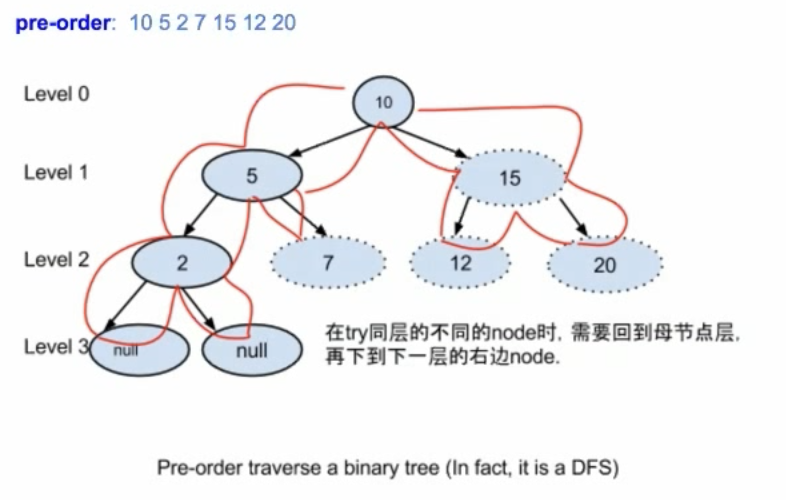 pre-order: 10 5 2 7 15 12 20
Level 0
10
Level 1
5
15
Level 2
2
7
12
20
Level 3
null
null
在try同层的不同的node时, 需要回到母节点层,
再下到下一层的右边node.
Pre-order traverse a binary tree (In fact, it is a DFS)